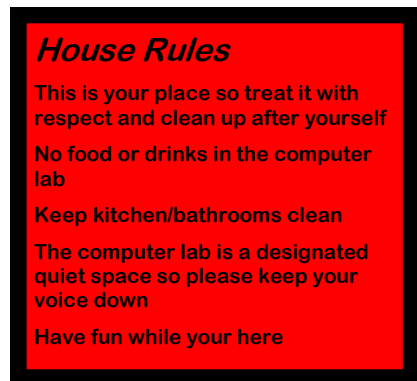 House Rules
This is your place so treat it with
respect and clean up after yourself
No food or drinks in the computer
lab
Keep kitchen/bathrooms clean
The computer lab is a designated
quiet space so please keep your
voice down
Have fun while your here